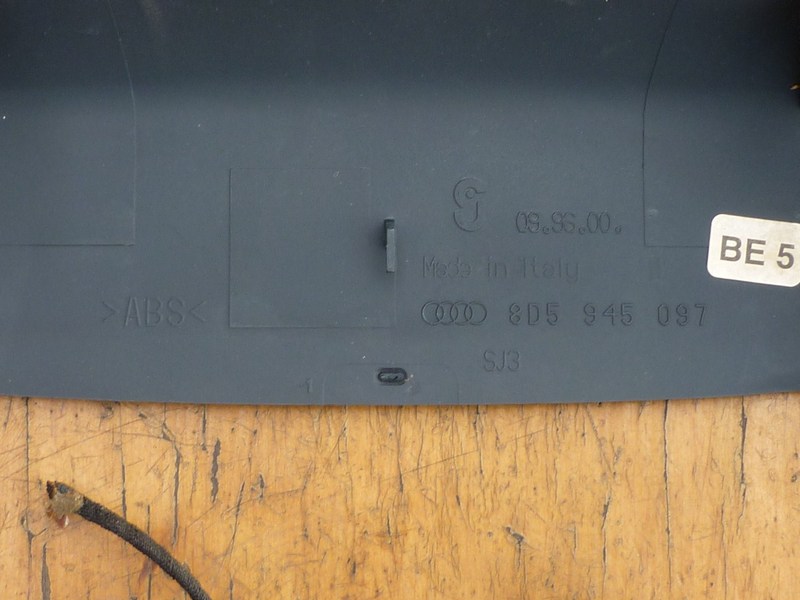 09.96.00.
Made in Italy
BE 5
>ABS<
8D5 945 097
SJ3